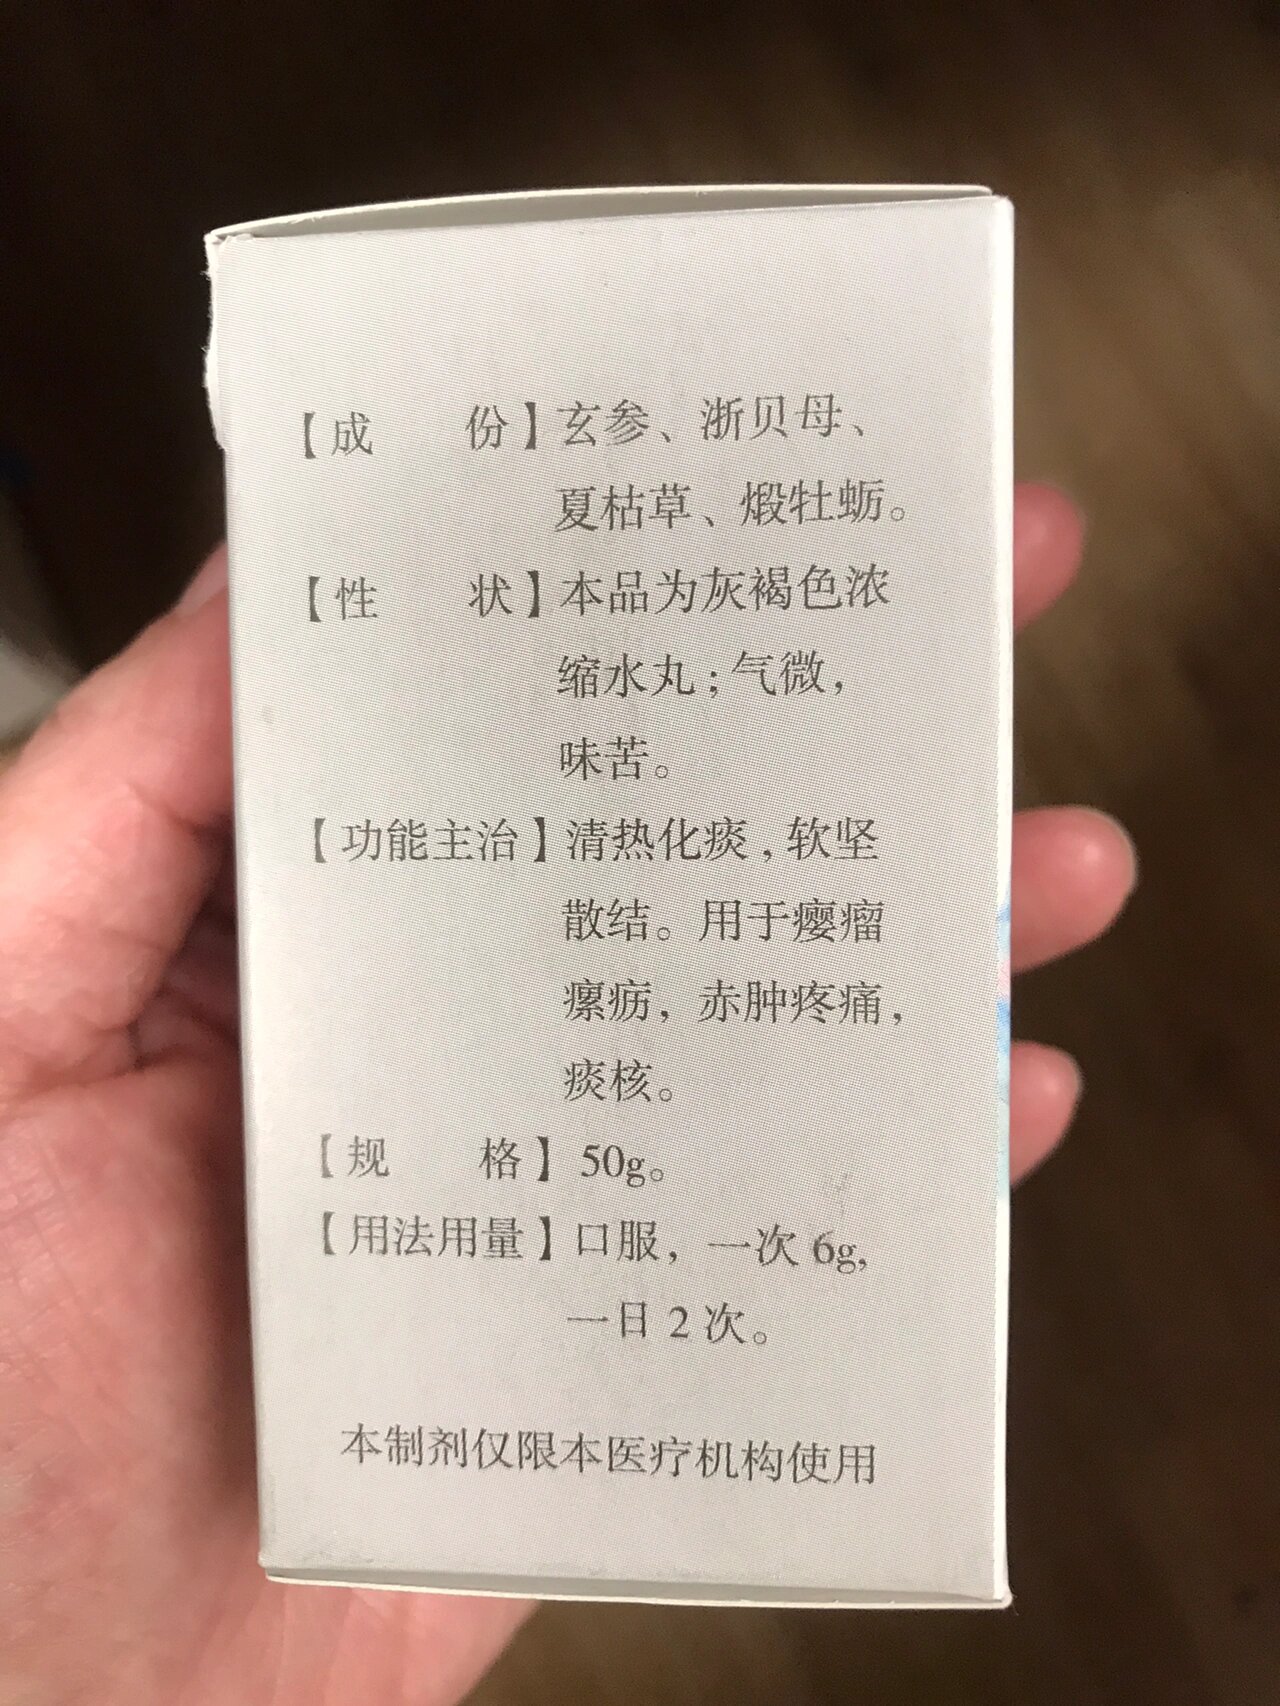 【成　　份】玄参、浙贝母、
夏枯草、煅牡蛎。
【性　　状】本品为灰褐色浓
缩水丸；气微，
味苦。
【功能主治】清热化痰，软坚
散结。用于瘿瘤
瘰疬，赤肿疼痛，
痰核。
【规　　格】50g。
【用法用量】口服，一次6g,
一日2次。
本制剂仅限本医疗机构使用